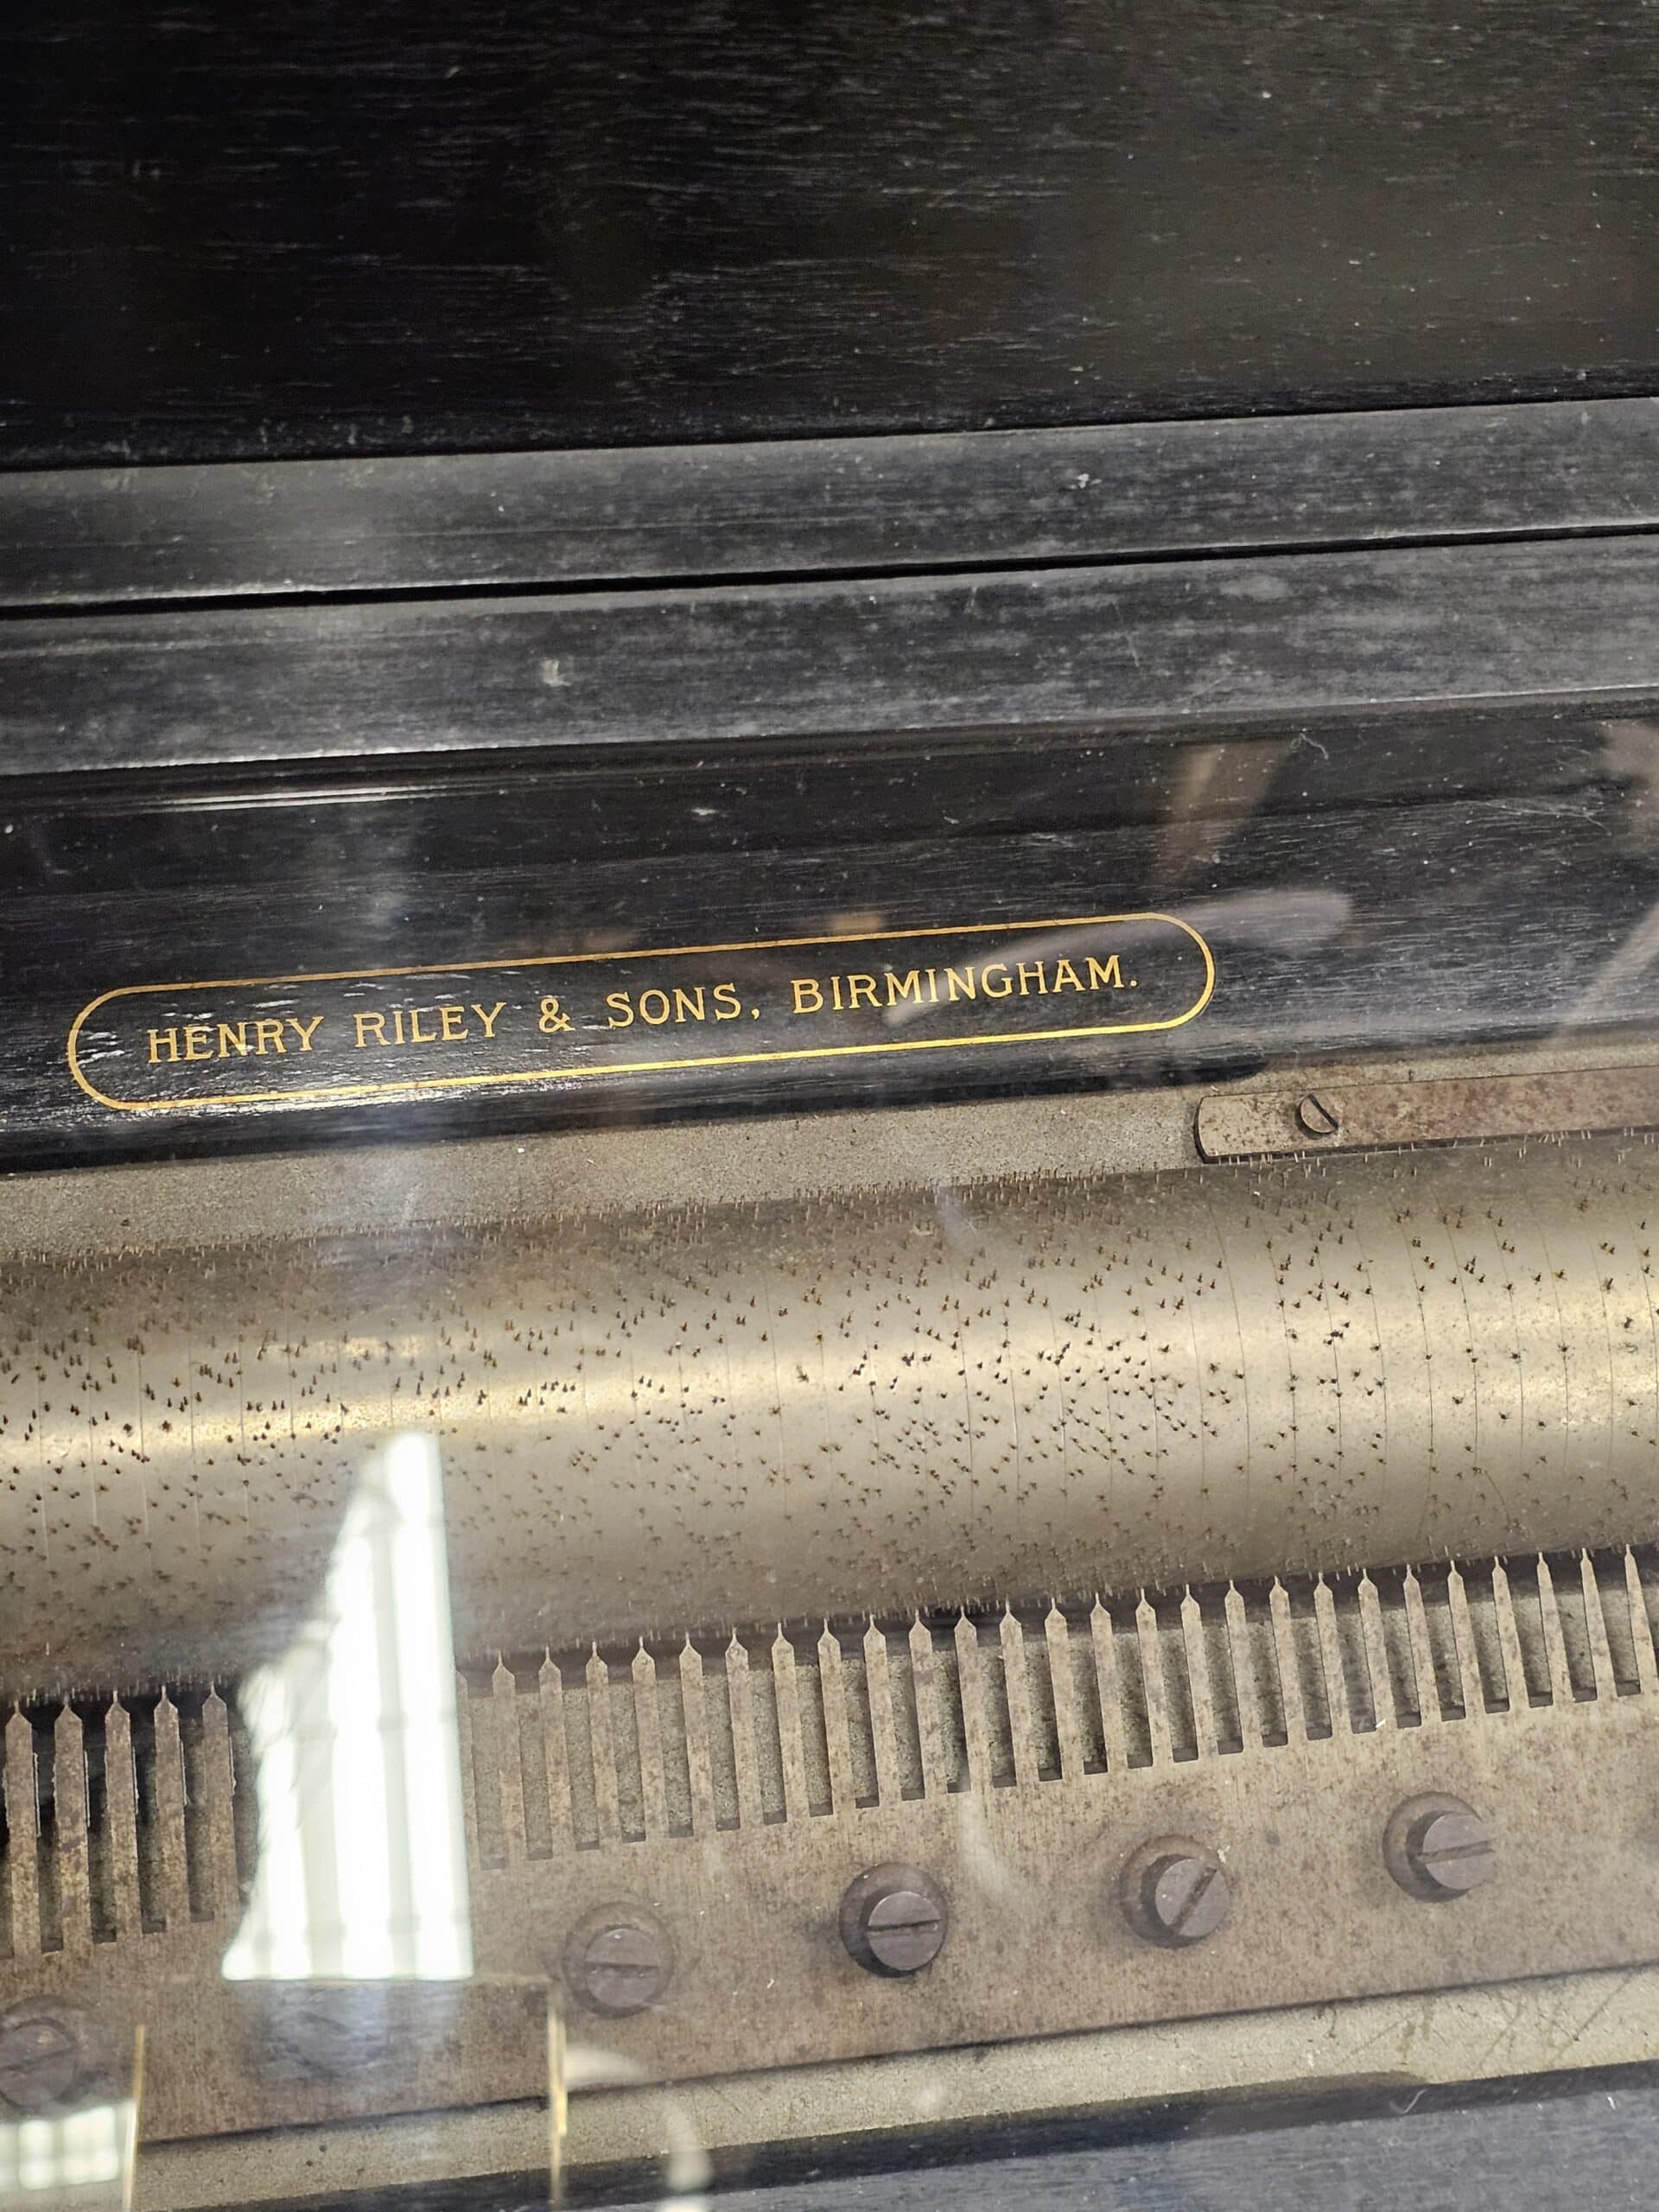 HENRY RILEY & SONS, BIRMINGHAM.